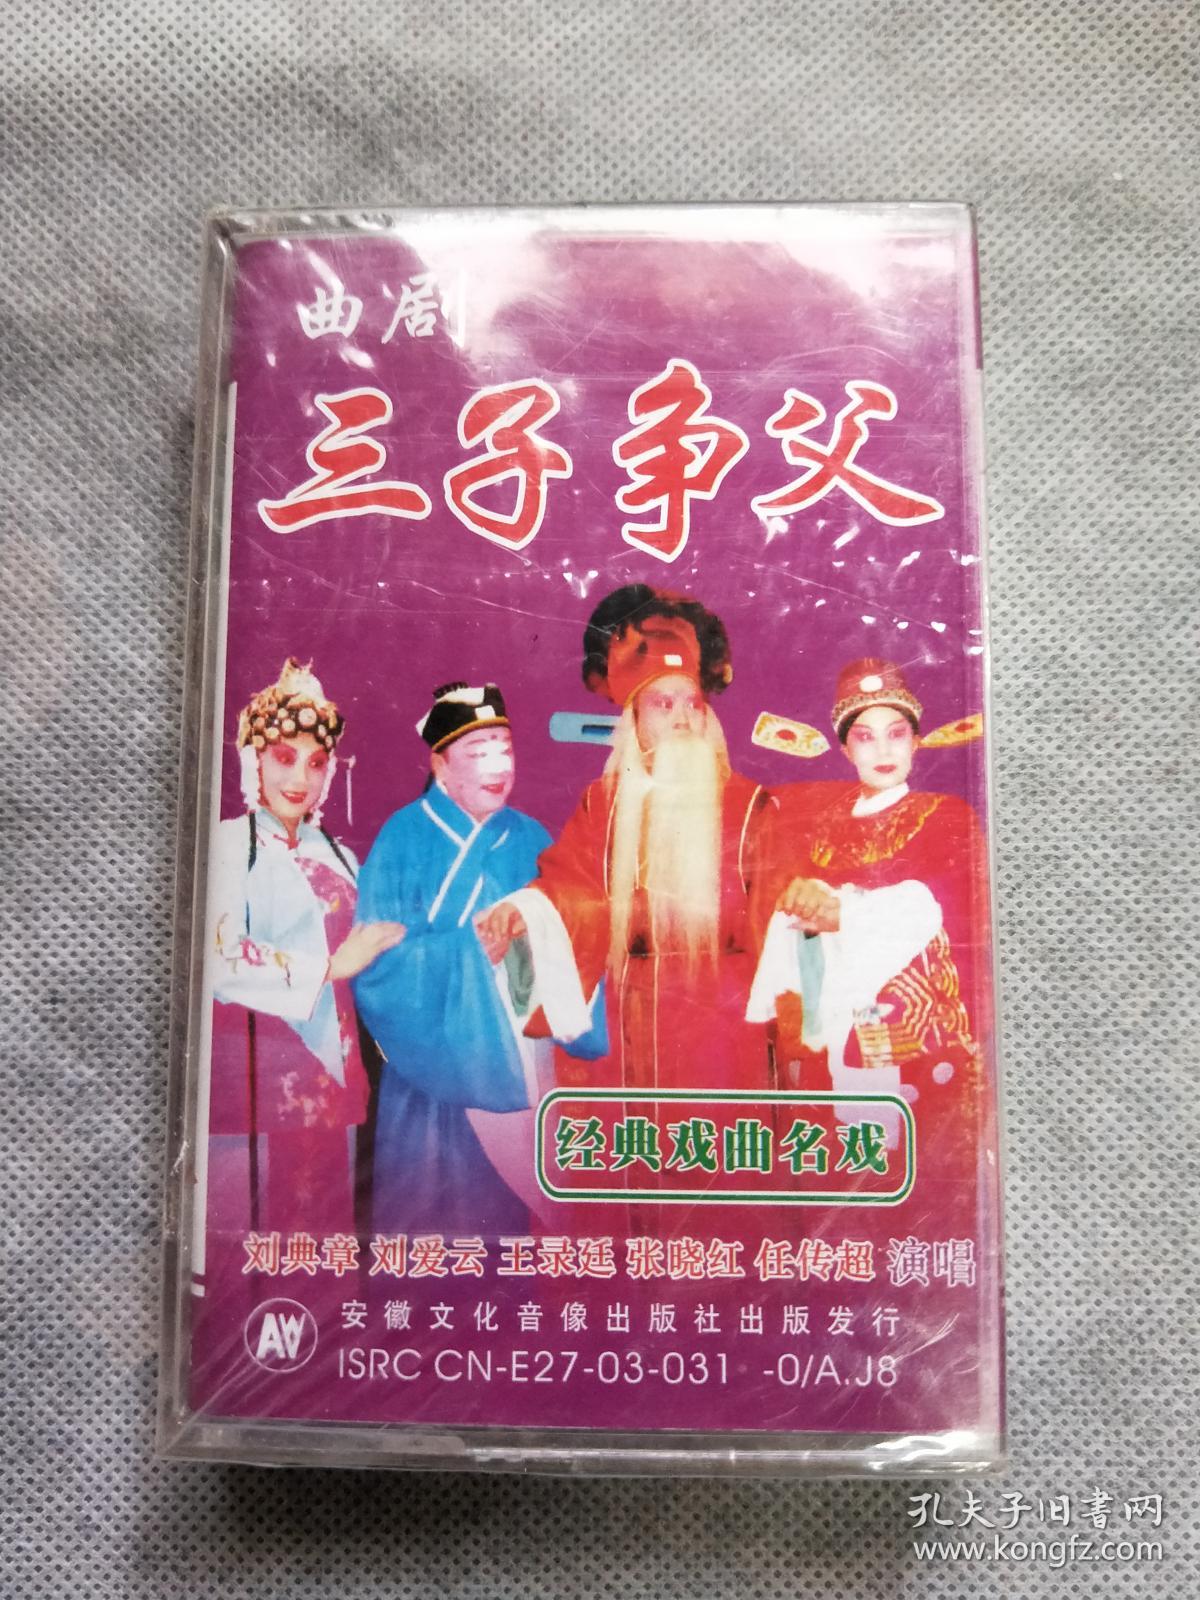 曲剧
三子争父
经典戏曲名戏
刘典章 刘爱云 王录廷 张晓红 任传超 演唱
安徽文化音像出版社出版发行
ISRC CN-E27-03-031 -0/A.J8
孔夫子旧书网
www.kongfz.com